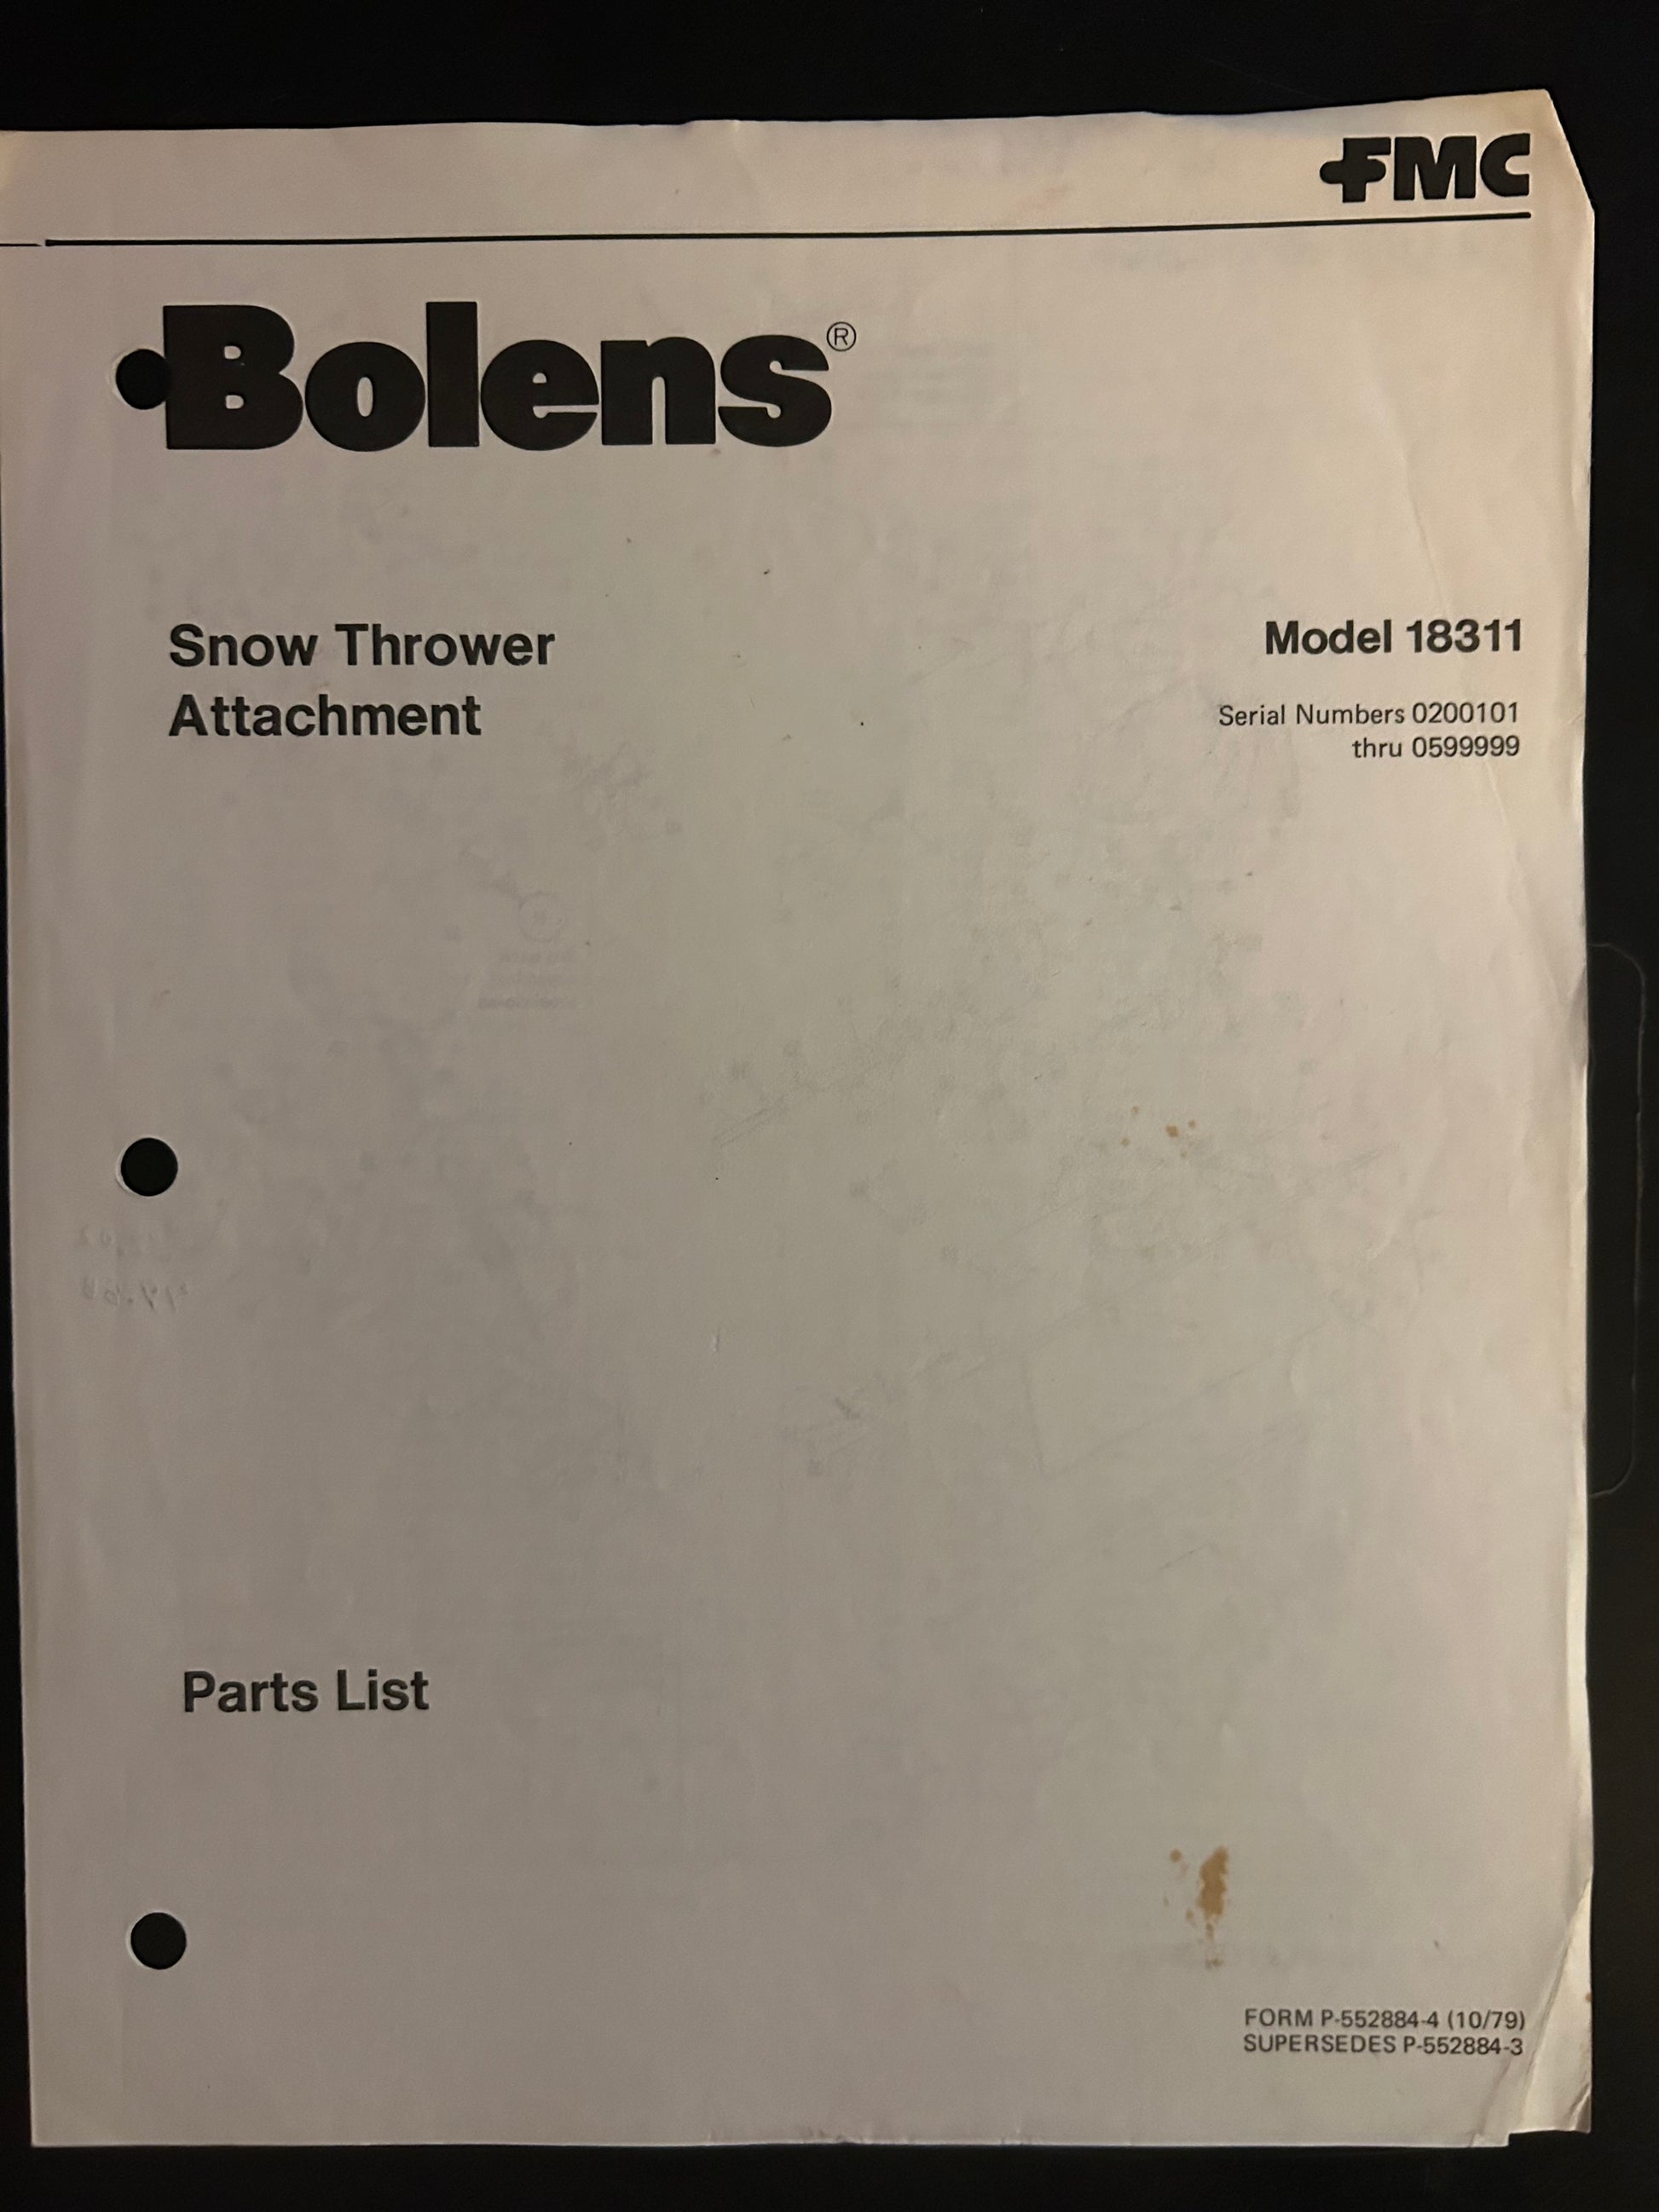 FMC
Bolens®
Snow Thrower
Attachment
Model 18311
Serial Numbers 0200101
thru 0599999
Parts List
FORM P-552884-4 (10/79)
SUPERSEDES P-552884-3